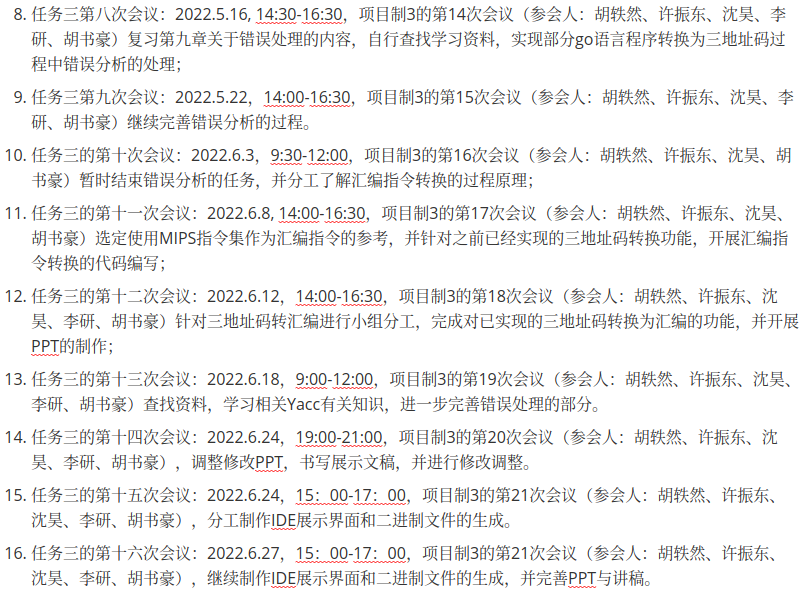 8. 任务三第八次会议：2022.5.16, 14:30-16:30，项目制3的第14次会议（参会人：胡轶然、许振东、沈昊、李
研、胡书豪）复习第九章关于错误处理的内容，自行查找学习资料，实现部分go语言程序转换为三地址码过
程中错误分析的处理；
9. 任务三第九次会议：2022.5.22，14:00-16:30，项目制3的第15次会议（参会人：胡轶然、许振东、沈昊、李
研、胡书豪）继续完善错误分析的过程。
10. 任务三的第十次会议：2022.6.3，9:30-12:00，项目制3的第16次会议（参会人：胡轶然、许振东、沈昊、胡
书豪）暂时结束错误分析的任务，并分工了解汇编指令转换的过程原理；
11. 任务三的第十一次会议：2022.6.8, 14:00-16:30，项目制3的第17次会议（参会人：胡轶然、许振东、沈昊、
胡书豪）选定使用MIPS指令集作为汇编指令的参考，并针对之前已经实现的三地址码转换功能，开展汇编指
令转换的代码编写；
12. 任务三的第十二次会议：2022.6.12，14:00-16:30，项目制3的第18次会议（参会人：胡轶然、许振东、沈
昊、李研、胡书豪）针对三地址码转汇编进行小组分工，完成对已实现的三地址码转换为汇编的功能，并开展
PPT的制作；
13. 任务三的第十三次会议：2022.6.18，9:00-12:00，项目制3的第19次会议（参会人：胡轶然、许振东、沈昊、
李研、胡书豪）查找资料，学习相关Yacc有关知识，进一步完善错误处理的部分。
14. 任务三的第十四次会议：2022.6.24，19:00-21:00，项目制3的第20次会议（参会人：胡轶然、许振东、沈
昊、李研、胡书豪），调整修改PPT，书写展示文稿，并进行修改调整。
15. 任务三的第十五次会议：2022.6.24，15：00-17：00，项目制3的第21次会议（参会人：胡轶然、许振东、
沈昊、李研、胡书豪），分工制作IDE展示界面和二进制文件的生成。
16. 任务三的第十六次会议：2022.6.27，15：00-17：00，项目制3的第21次会议（参会人：胡轶然、许振东、
沈昊、李研、胡书豪），继续制作IDE展示界面和二进制文件的生成，并完善PPT与讲稿。